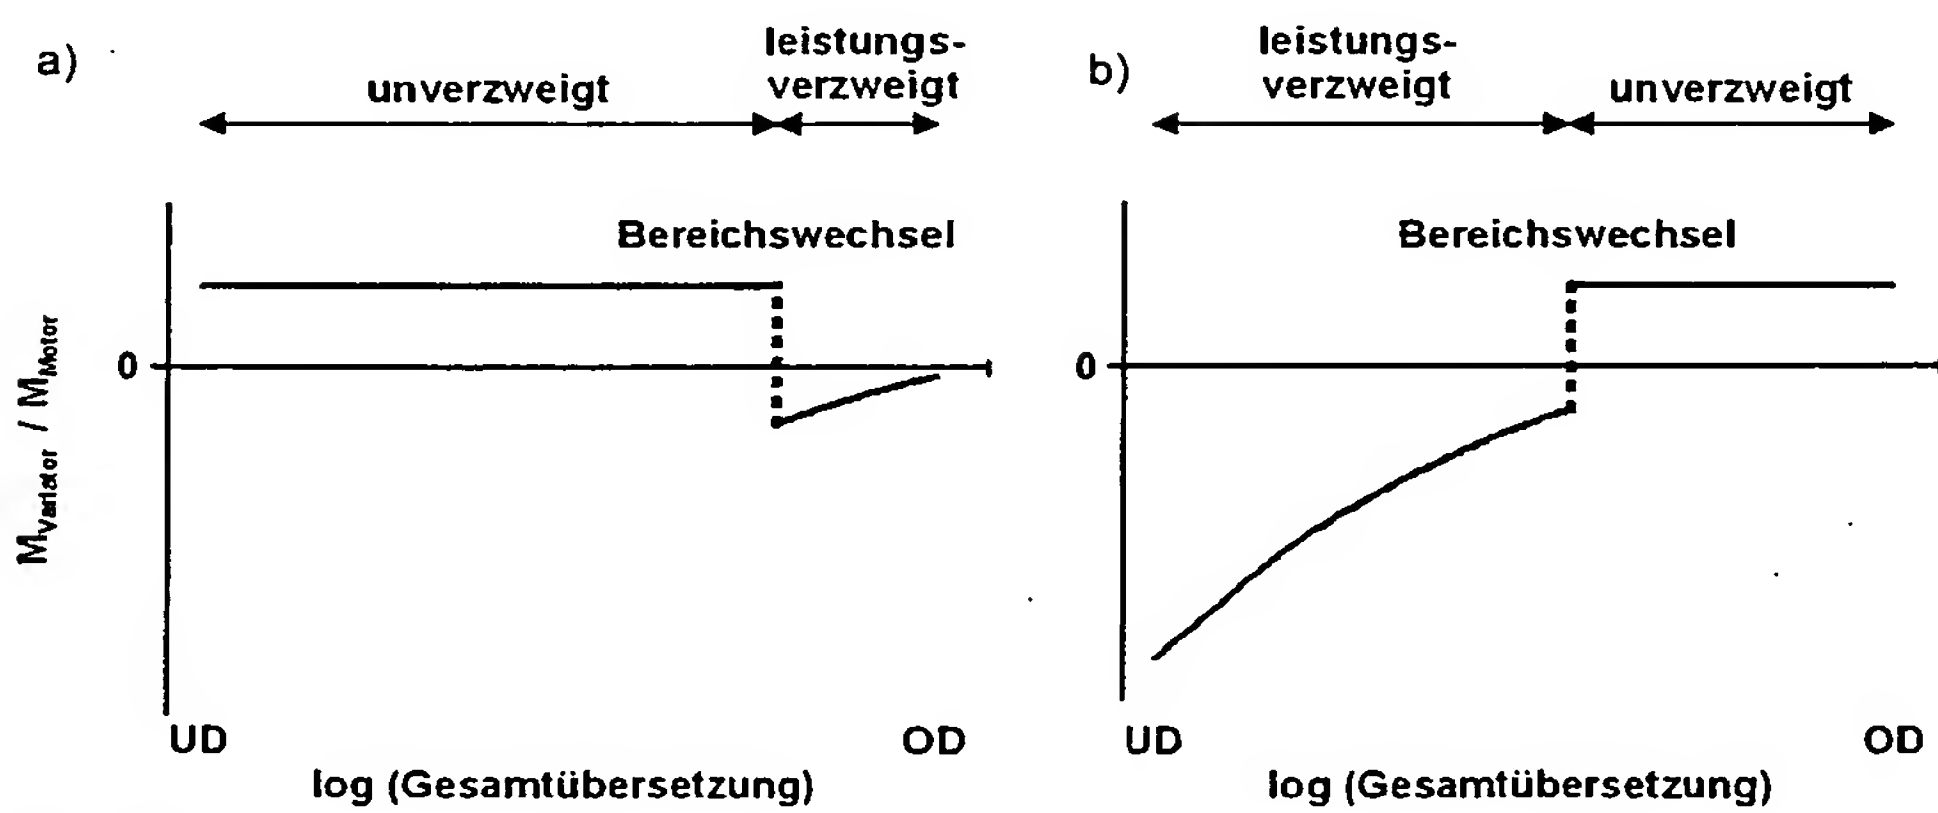 a)
leistungs-
verzweigt
unverzweigt
Bereichswechsel
0
M_Variator / M_Motor
UD
OD
log (Gesamtübersetzung)
b)
leistungs-
verzweigt
unverzweigt
Bereichswechsel
0
UD
OD
log (Gesamtübersetzung)